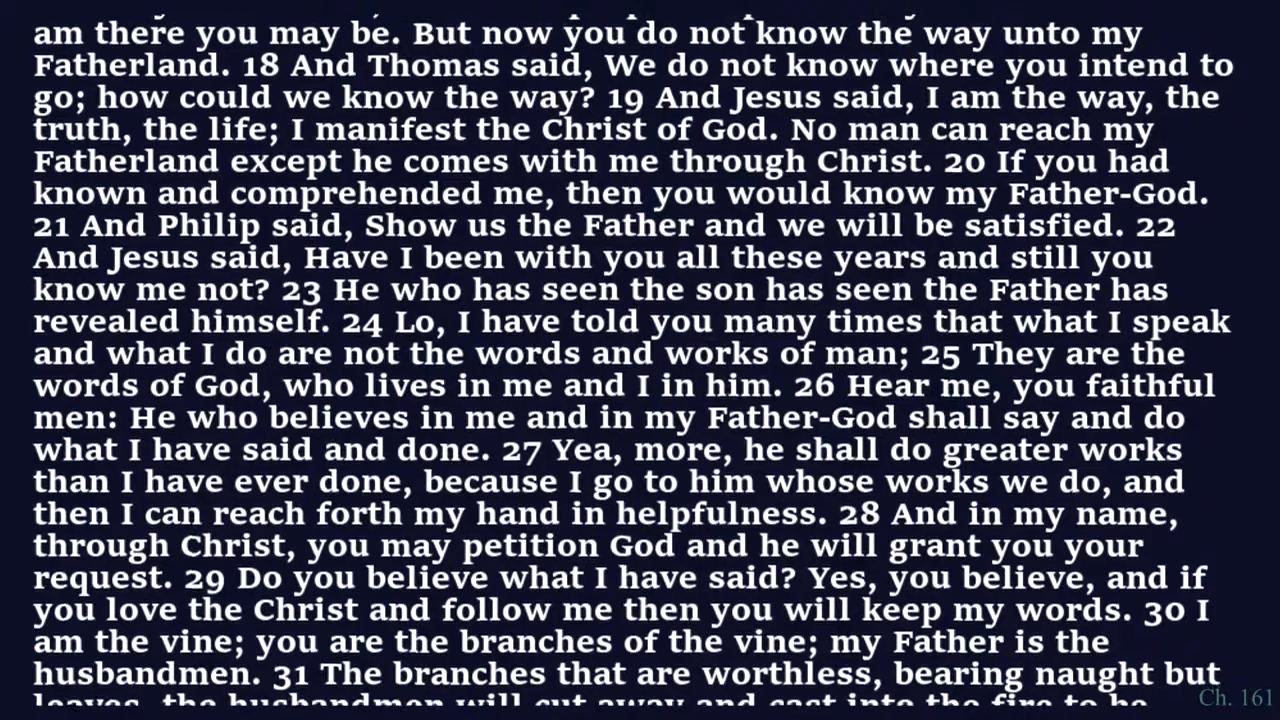 am there you may be. But now you do not know the way unto my
Fatherland. 18 And Thomas said, We do not know where you intend to
go; how could we know the way? 19 And Jesus said, I am the way, the
truth, the life; I manifest the Christ of God. No man can reach my
Fatherland except he comes with me through Christ. 20 If you had
known and comprehended me, then you would know my Father-God.
21 And Philip said, Show us the Father and we will be satisfied. 22
And Jesus said, Have I been with you all these years and still you
know me not? 23 He who has seen the son has seen the Father has
revealed himself. 24 Lo, I have told you many times that what I speak
and what I do are not the words and works of man; 25 They are the
words of God, who lives in me and I in him. 26 Hear me, you faithful
men: He who believes in me and in my Father-God shall say and do
what I have said and done. 27 Yea, more, he shall do greater works
than I have ever done, because I go to him whose works we do, and
then I can reach forth my hand in helpfulness. 28 And in my name,
through Christ, you may petition God and he will grant you your
request. 29 Do you believe what I have said? Yes, you believe, and if
you love the Christ and follow me then you will keep my words. 30 I
am the vine; you are the branches of the vine; my Father is the
husbandmen. 31 The branches that are worthless, bearing naught but
leaves, the husbandmen will cut away and cast into the fire to be
Ch. 161